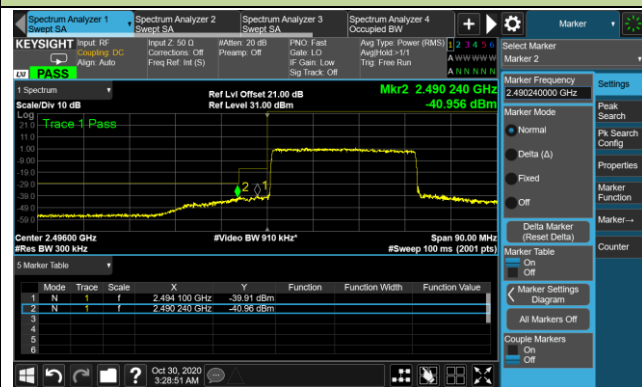 Spectrum Analyzer 1
Swept SA
Spectrum Analyzer 2
Swept SA
Spectrum Analyzer 3
Swept SA
Spectrum Analyzer 4
Occupied BW
Marker
KEYSIGHT
Input: RF
Coupling: DC
Align: Auto
Input Z: 50 Ω
Corrections: Off
Freq Ref: Int (S)
#Atten: 20 dB
Preamp: Off
PNO: Fast
Gate: LO
IF Gain: Low
Sig Track: Off
Avg Type: Power (RMS)
Avg|Hold:>1/1
Trig: Free Run
1 2 3 4 5 6
A W W W W W
A N N N N N
LXI PASS
1 Spectrum
Scale/Div 10 dB
Ref Lvl Offset 21.00 dB
Ref Level 31.00 dBm
Mkr2 2.490 240 GHz
-40.956 dBm
Log
Trace 1 Pass
21.0
11.0
1.00
-9.00
-19.0
-29.0
-39.0
-49.0
-59.0
2
1
Center 2.49600 GHz
#Res BW 300 kHz
#Video BW 910 kHz*
Span 90.00 MHz
#Sweep 100 ms (2001 pts)
5 Marker Table
Mode Trace Scale X Y Function Function Width Function Value
1 N 1 f 2.494 100 GHz -39.91 dBm
2 N 1 f 2.490 240 GHz -40.96 dBm
3
4
5
6
Oct 30, 2020
3:28:51 AM
Select Marker
Marker 2
Marker Frequency
2.490240000 GHz
Marker Mode
Normal
Delta (Δ)
Fixed
Off
Delta Marker
(Reset Delta)
Marker Table
On
Off
Marker Settings
Diagram
All Markers Off
Couple Markers
On
Off
Settings
Peak
Search
Pk Search
Config
Properties
Marker
Function
Marker→
Counter